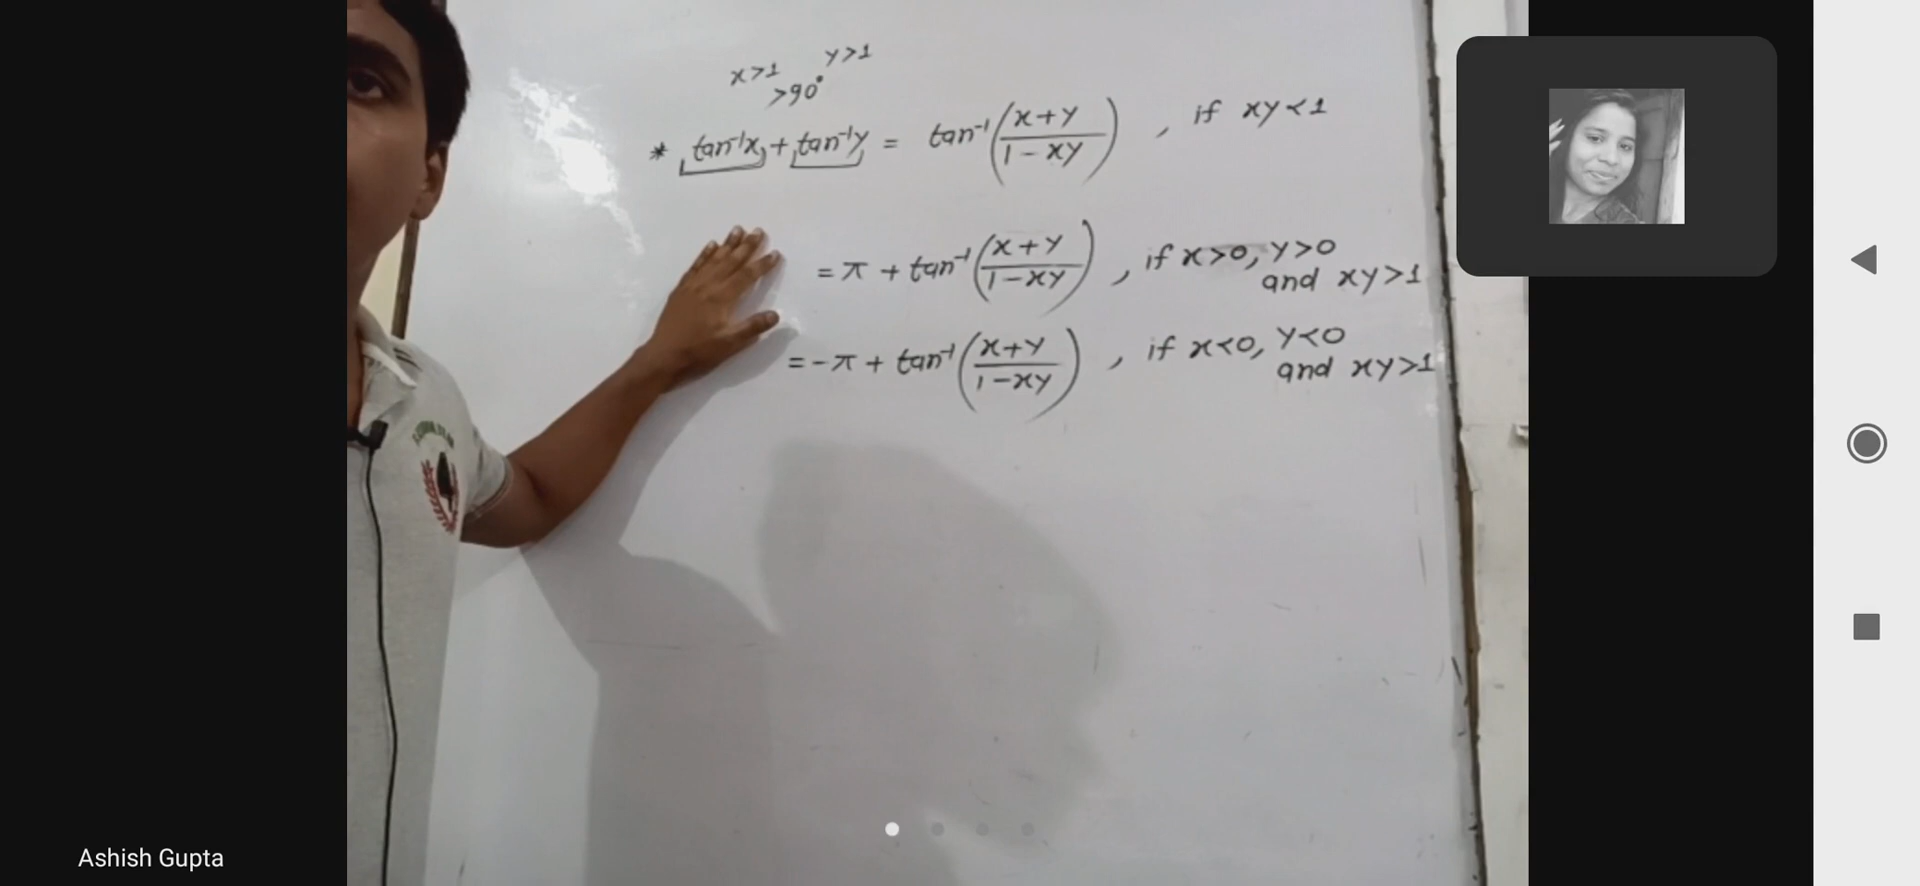 x>1 y>1
>90°
* tan⁻¹x + tan⁻¹y = tan⁻¹(x+y/1-xy), if xy<1
= π + tan⁻¹(x+y/1-xy), if x>0, y>0
and xy>1
= -π + tan⁻¹(x+y/1-xy), if x<0, y<0
and xy>1
Ashish Gupta